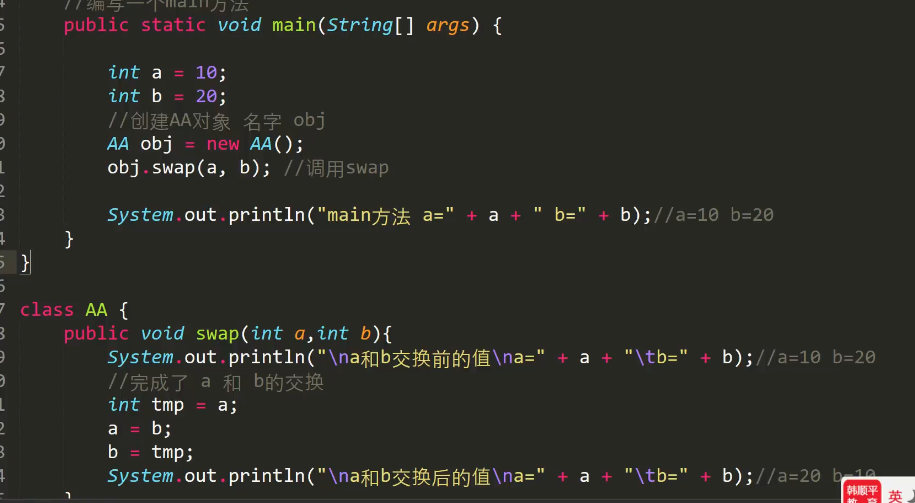 //编写一个main方法
public static void main(String[] args) {
int a = 10;
int b = 20;
//创建AA对象 名字 obj
AA obj = new AA();
obj.swap(a, b); //调用swap
System.out.println("main方法 a=" + a + " b=" + b);//a=10 b=20
}
}
class AA {
public void swap(int a,int b){
System.out.println("\na和b交换前的值\na=" + a + "\tb=" + b);//a=10 b=20
//完成了 a 和 b的交换
int tmp = a;
a = b;
b = tmp;
System.out.println("\na和b交换后的值\na=" + a + "\tb=" + b);//a=20 b=10
}
韩顺平
英